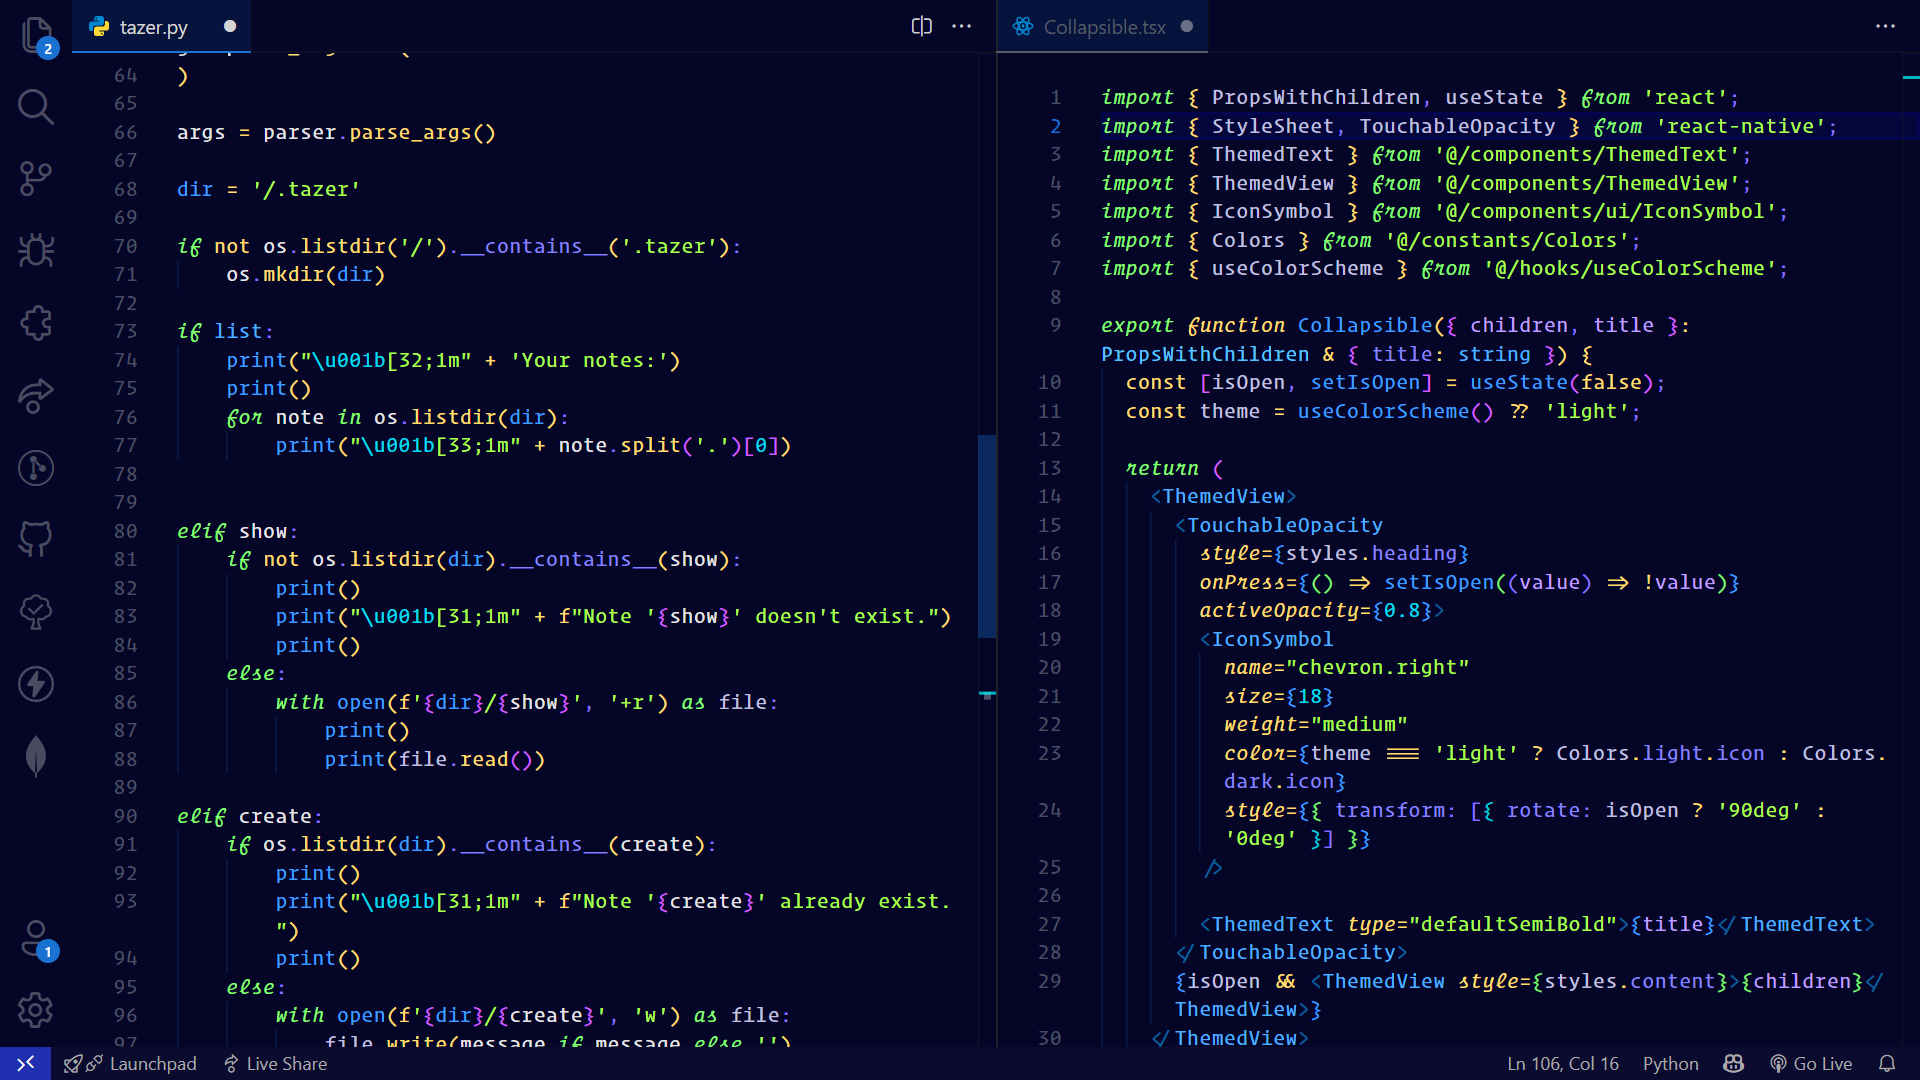 tazer.py
64 )
65
66 args = parser.parse_args()
67
68 dir = '/.tazer'
69
70 if not os.listdir('/').__contains__('.tazer'):
71     os.mkdir(dir)
72
73 if list:
74     print("\u001b[32;1m" + 'Your notes:')
75     print()
76     for note in os.listdir(dir):
77         print("\u001b[33;1m" + note.split('.')[0])
78
79
80 elif show:
81     if not os.listdir(dir).__contains__(show):
82         print()
83         print("\u001b[31;1m" + f"Note '{show}' doesn't exist.")
84         print()
85     else:
86         with open(f'{dir}/{show}', '+r') as file:
87             print()
88             print(file.read())
89
90 elif create:
91     if os.listdir(dir).__contains__(create):
92         print()
93         print("\u001b[31;1m" + f"Note '{create}' already exist.
")
94         print()
95     else:
96         with open(f'{dir}/{create}', 'w') as file:
97             file.write(message if message else '')
Collapsible.tsx
1 import { PropsWithChildren, useState } from 'react';
2 import { StyleSheet, TouchableOpacity } from 'react-native';
3 import { ThemedText } from '@/components/ThemedText';
4 import { ThemedView } from '@/components/ThemedView';
5 import { IconSymbol } from '@/components/ui/IconSymbol';
6 import { Colors } from '@/constants/Colors';
7 import { useColorScheme } from '@/hooks/useColorScheme';
8
9 export function Collapsible({ children, title }:
PropsWithChildren & { title: string }) {
10   const [isOpen, setIsOpen] = useState(false);
11   const theme = useColorScheme() ?? 'light';
12
13   return (
14     <ThemedView>
15       <TouchableOpacity
16         style={styles.heading}
17         onPress={() => setIsOpen((value) => !value)}
18         activeOpacity={0.8}>
19         <IconSymbol
20           name="chevron.right"
21           size={18}
22           weight="medium"
23           color={theme === 'light' ? Colors.light.icon : Colors.
dark.icon}
24           style={{ transform: [{ rotate: isOpen ? '90deg' :
'0deg' }] }}
25         />
26
27         <ThemedText type="defaultSemiBold">{title}</ThemedText>
28       </TouchableOpacity>
29       {isOpen && <ThemedView style={styles.content}>{children}</
ThemedView>}
30     </ThemedView>
2
1
Launchpad
Live Share
Ln 106, Col 16
Python
Go Live